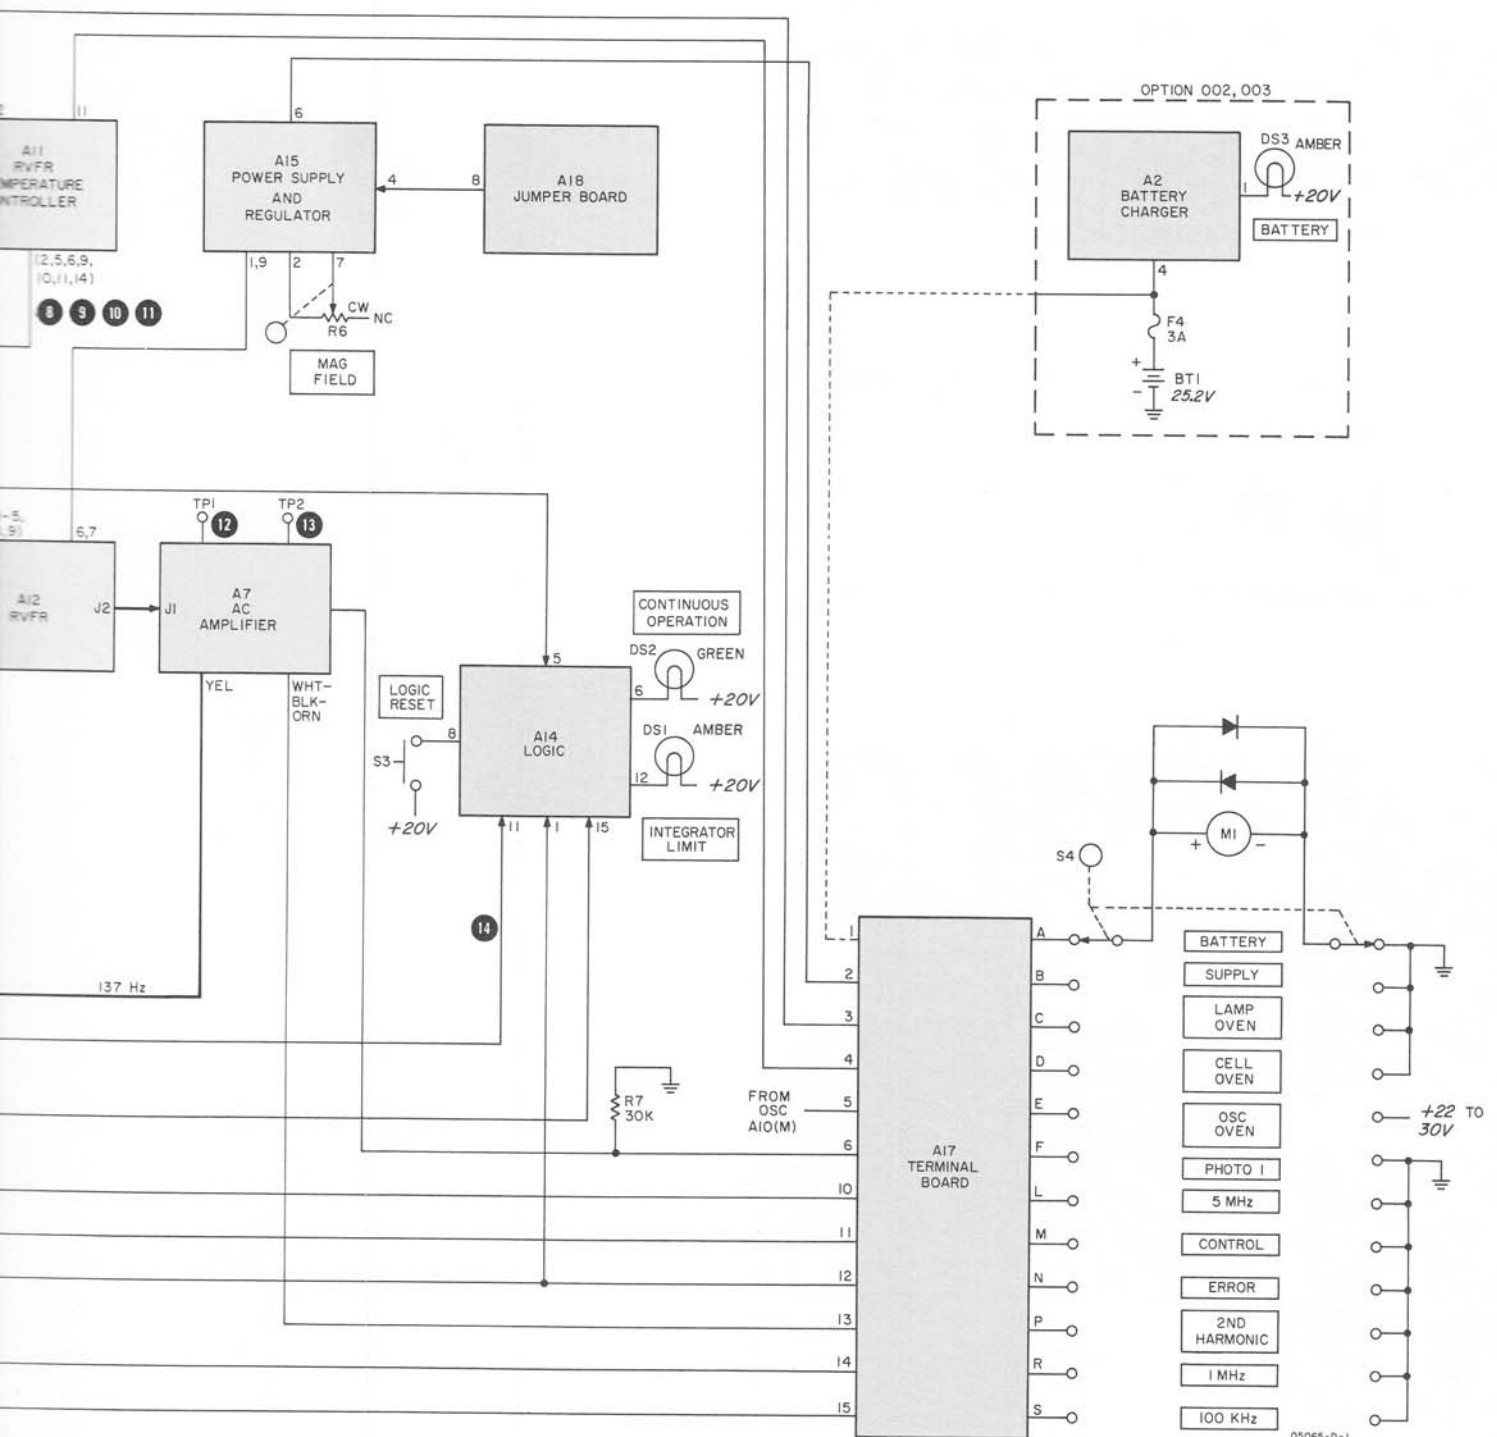 OPTION 002, 003
11
A11
RVFR
MPERATURE
NTROLLER
(2,5,6,9,
10,11,14)
8 9 10 11
6
A15
POWER SUPPLY
AND
REGULATOR
4
8
A18
JUMPER BOARD
1,9
2
7
CW
NC
R6
MAG
FIELD
A2
BATTERY
CHARGER
DS3 AMBER
1
+20V
BATTERY
4
F4
3A
+
-
BT1
25.2V
6,7
A12
RVFR
J2
TP1
12
TP2
13
J1
A7
AC
AMPLIFIER
YEL
WHT-
BLK-
ORN
137 Hz
CONTINUOUS
OPERATION
DS2
GREEN
+20V
5
6
LOGIC
RESET
8
S3
+20V
A14
LOGIC
DS1
AMBER
12
+20V
11
1
15
INTEGRATOR
LIMIT
14
R7
30K
FROM
OSC
A10(M)
1
2
3
4
5
6
10
11
12
13
14
15
A17
TERMINAL
BOARD
A
B
C
D
E
F
L
M
N
P
R
S
S4
+ M1 -
BATTERY
SUPPLY
LAMP
OVEN
CELL
OVEN
OSC
OVEN
PHOTO I
5 MHz
CONTROL
ERROR
2ND
HARMONIC
1 MHz
100 KHz
+22 TO
30V